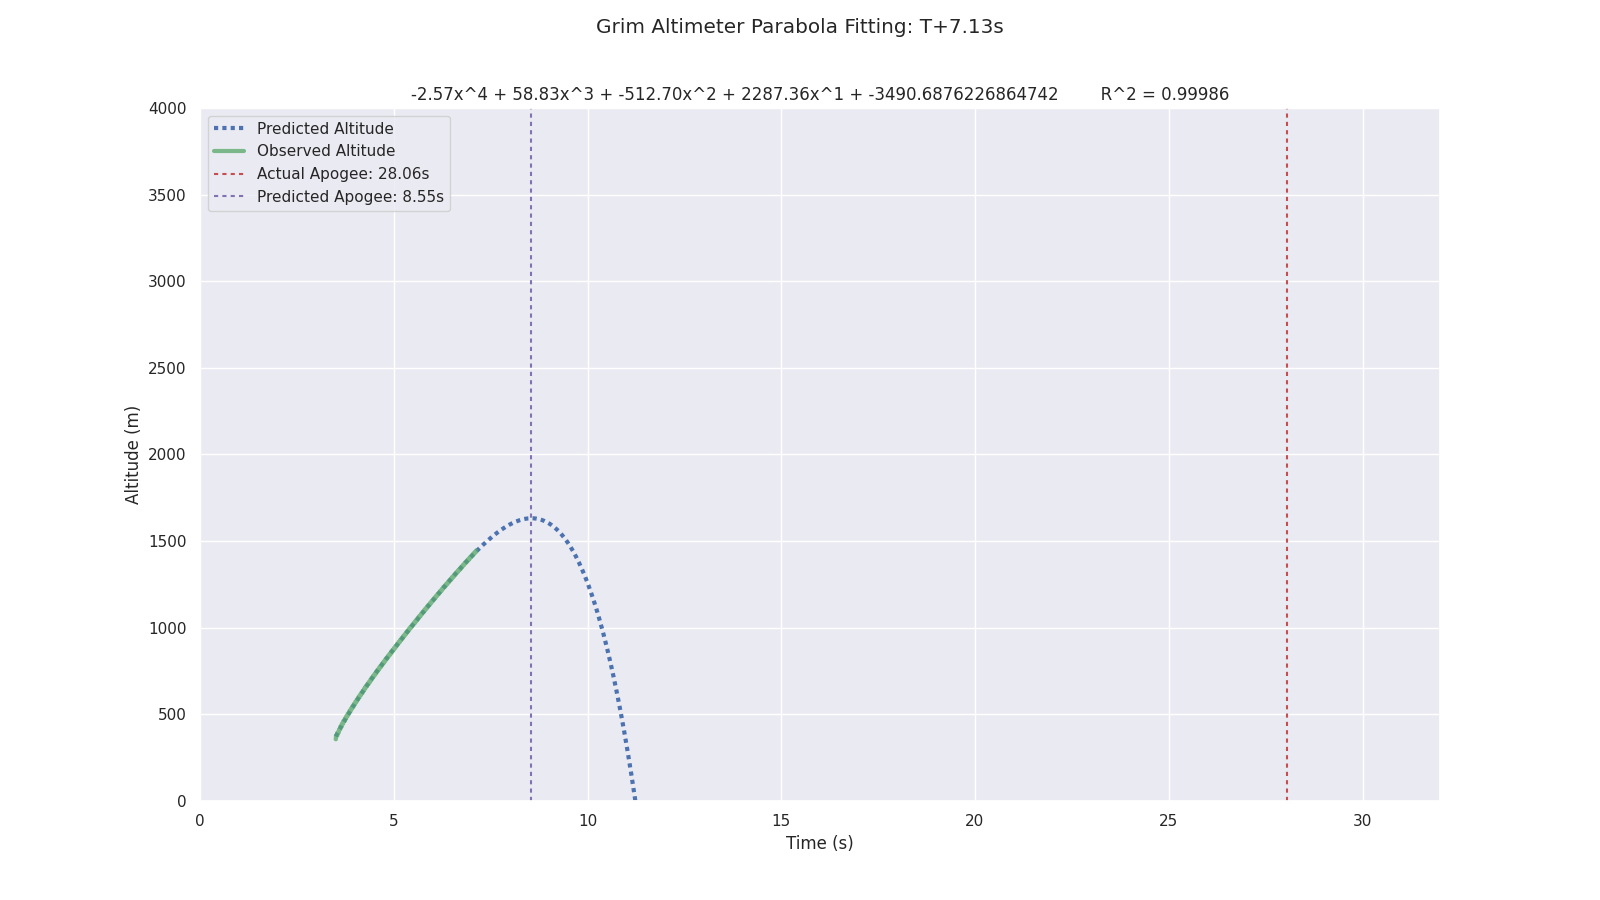 Grim Altimeter Parabola Fitting: T+7.13s
-2.57x^4 + 58.83x^3 + -512.70x^2 + 2287.36x^1 + -3490.6876226864742 R^2 = 0.99986
Predicted Altitude
Observed Altitude
Actual Apogee: 28.06s
Predicted Apogee: 8.55s
4000
3500
3000
2500
2000
1500
1000
500
0
Altitude (m)
0 5 10 15 20 25 30
Time (s)